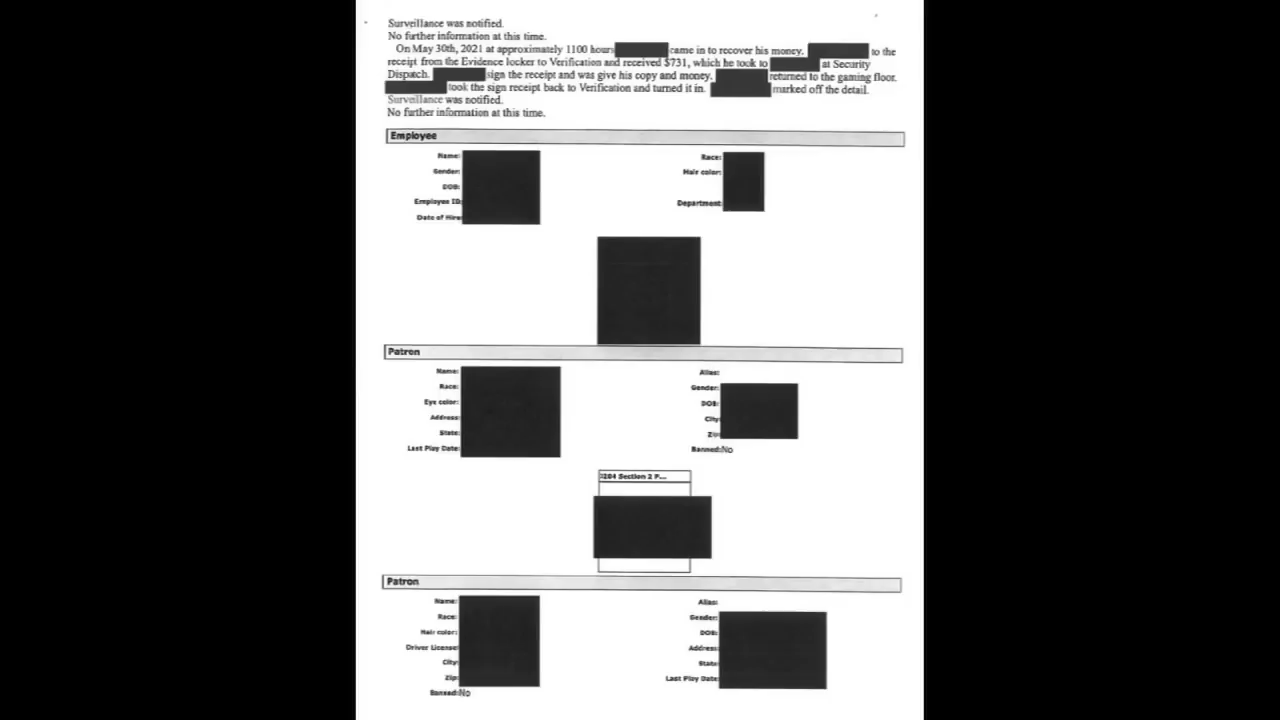 Surveillance was notified.
No further information at this time.
On May 30th, 2021 at approximately 1100 hours came in to recover his money. to the
receipt from the Evidence locker to Verification and received $731, which he took to at Security
Dispatch. sign the receipt and was give his copy and money. returned to the gaming floor.
took the sign receipt back to Verification and turned it in. marked off the detail.
Surveillance was notified.
No further information at this time.
Employee
Name: Race:
Gender: Hair color:
DOB:
Employee ID: Department:
Date of Hire:
Patron
Name: Alias:
Race: Gender:
Eye color: DOB:
Address: City:
State: Zip:
Last Play Date: Banned:No
Section 2 P...
Patron
Name: Alias:
Race: Gender:
Hair color: DOB:
Driver License: Address:
City: State:
Zip: Last Play Date:
Banned:No